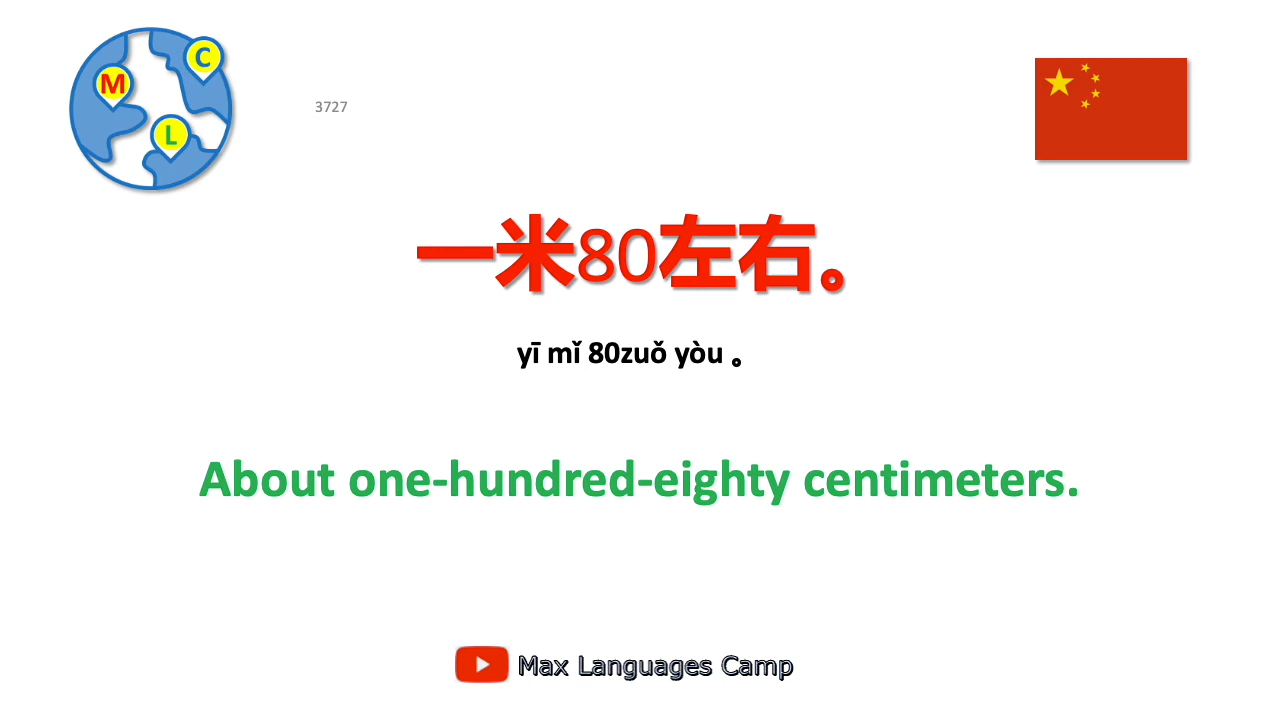 M
C
L
3727
一米80左右。
yī mǐ 80zuǒ yòu 。
About one-hundred-eighty centimeters.
Max Languages Camp